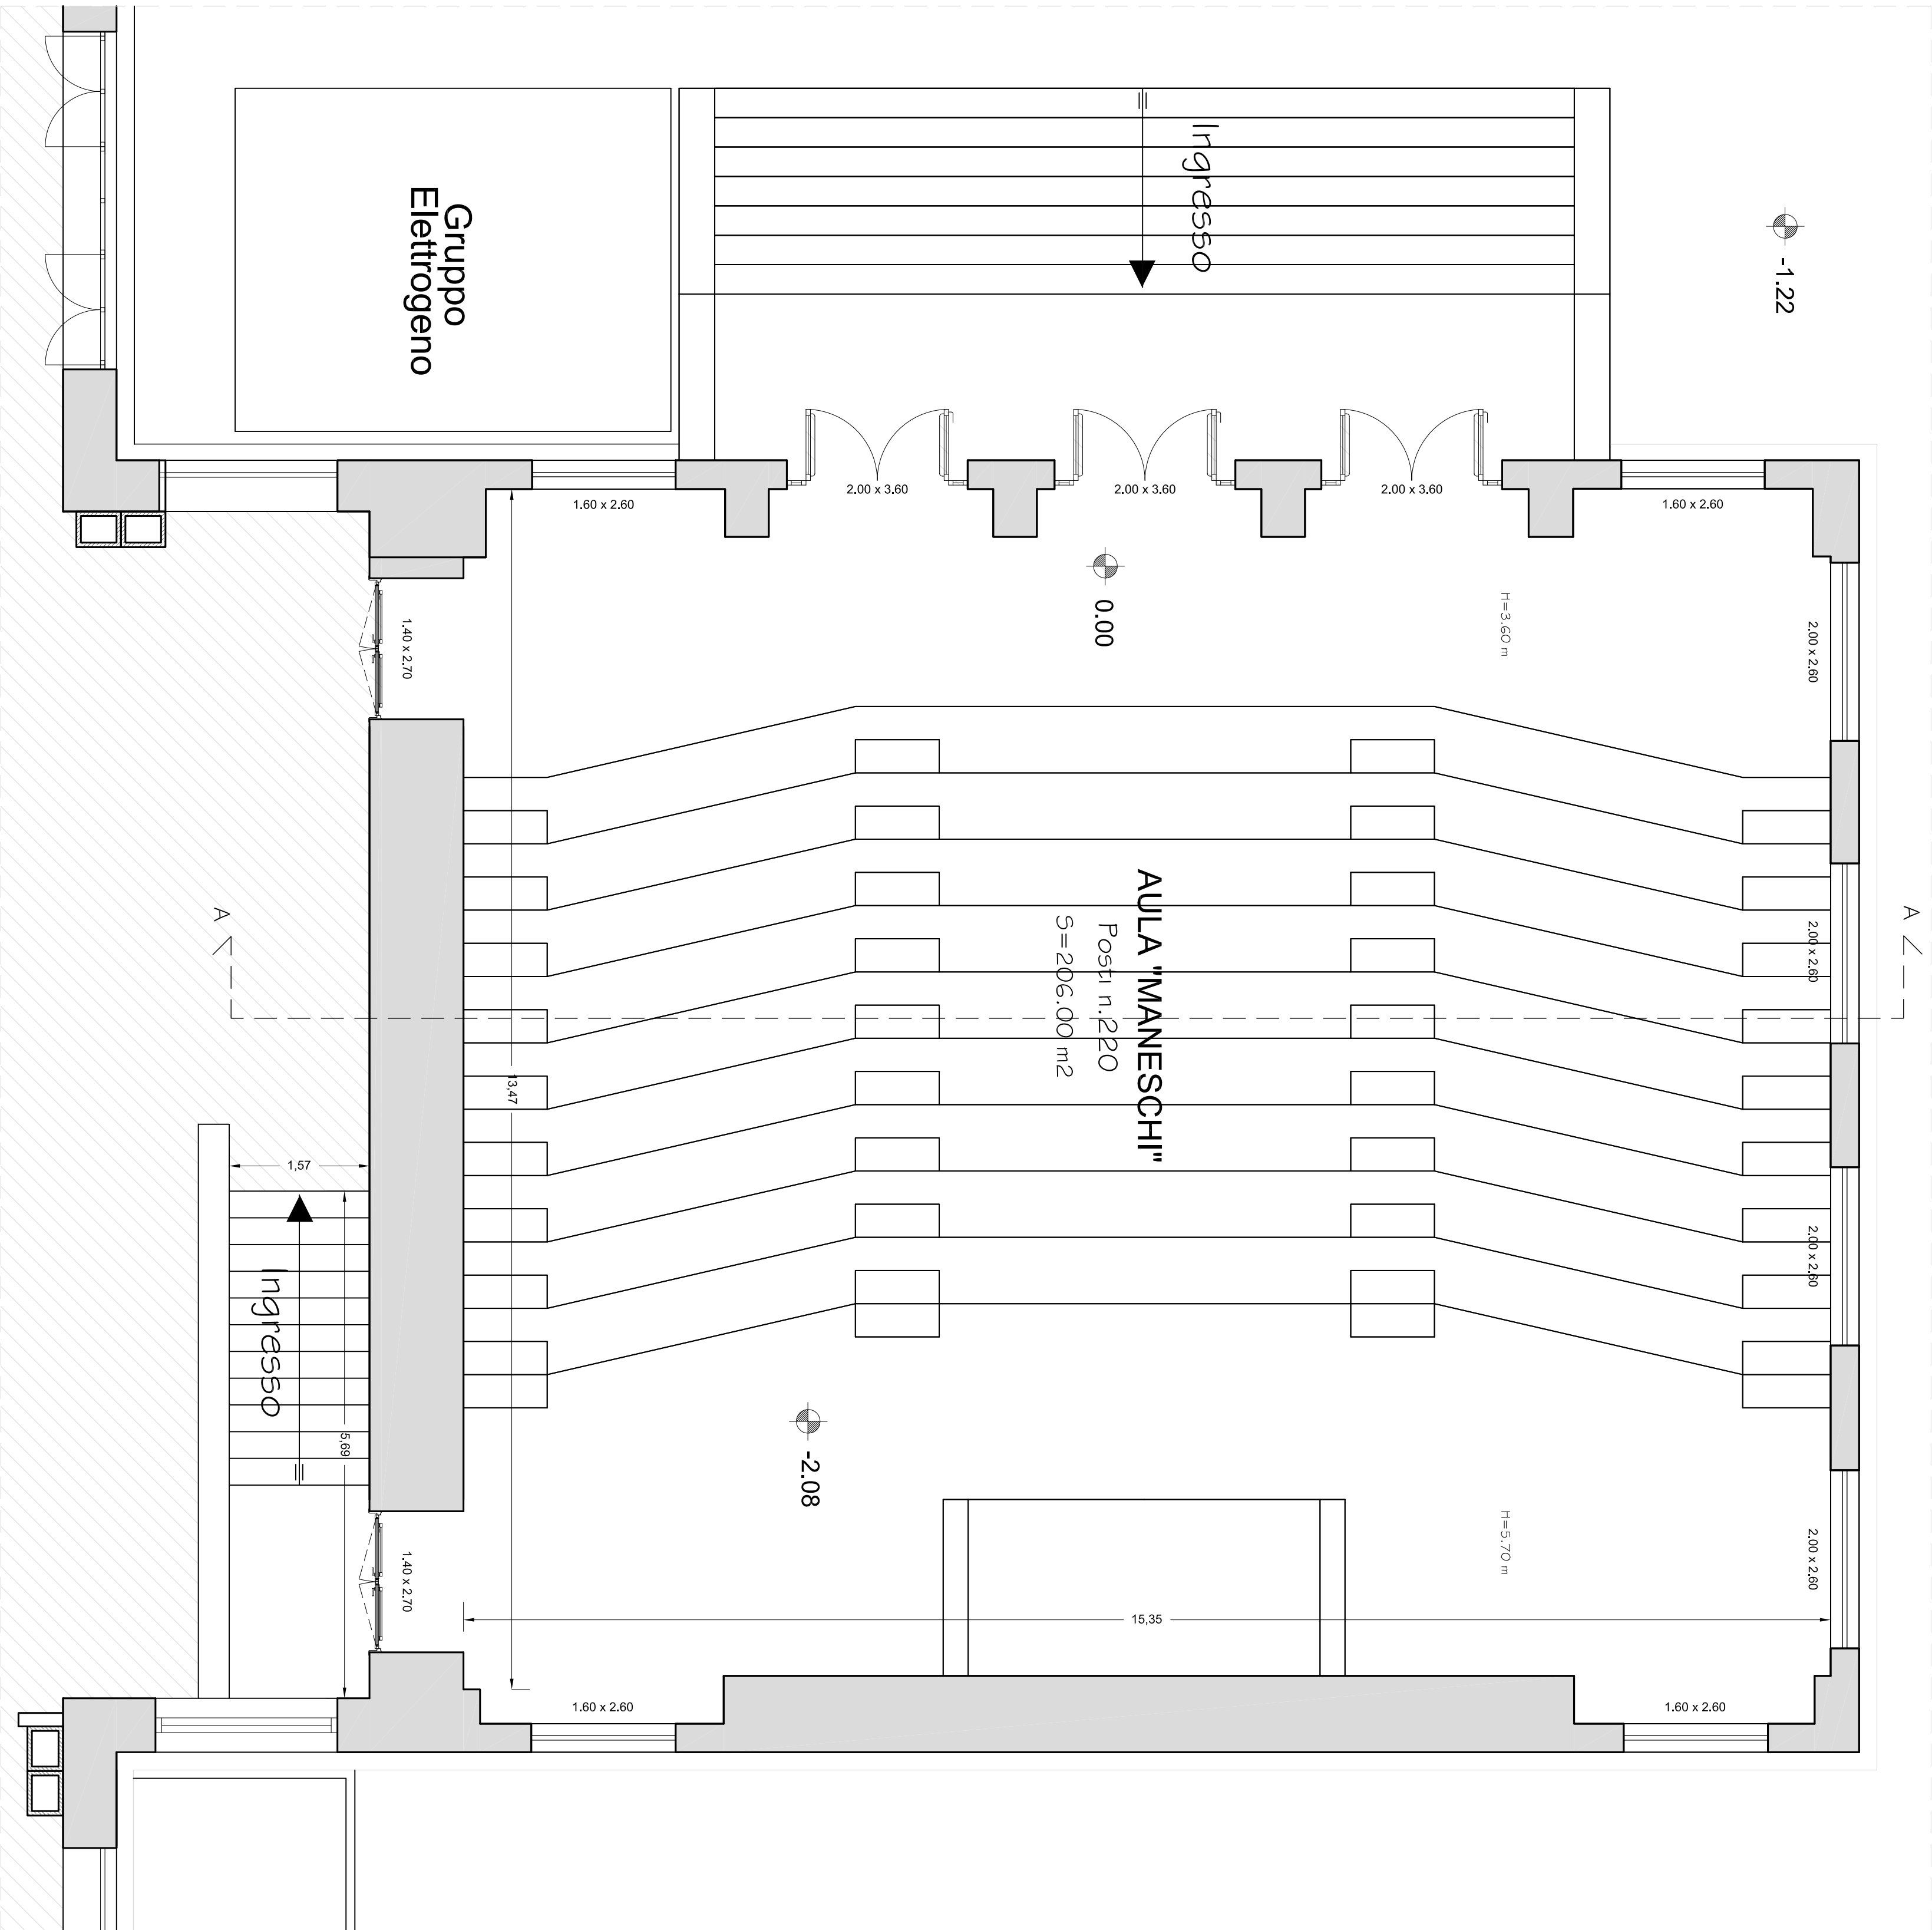 Ingresso
-1.22
Gruppo
Elettrogeno
2.00 x 3.60
2.00 x 3.60
2.00 x 3.60
1.60 x 2.60
1.60 x 2.60
0.00
H=3.60 m
1.40 x 2.70
2.00 x 2.60
AULA "MANESCHI"
Posti n.220
S=206.00 m2
A
A
2.00 x 2.60
13,47
1,57
2.00 x 2.60
Ingresso
5,69
-2.08
H=5.70 m
1.40 x 2.70
2.00 x 2.60
15,35
1.60 x 2.60
1.60 x 2.60